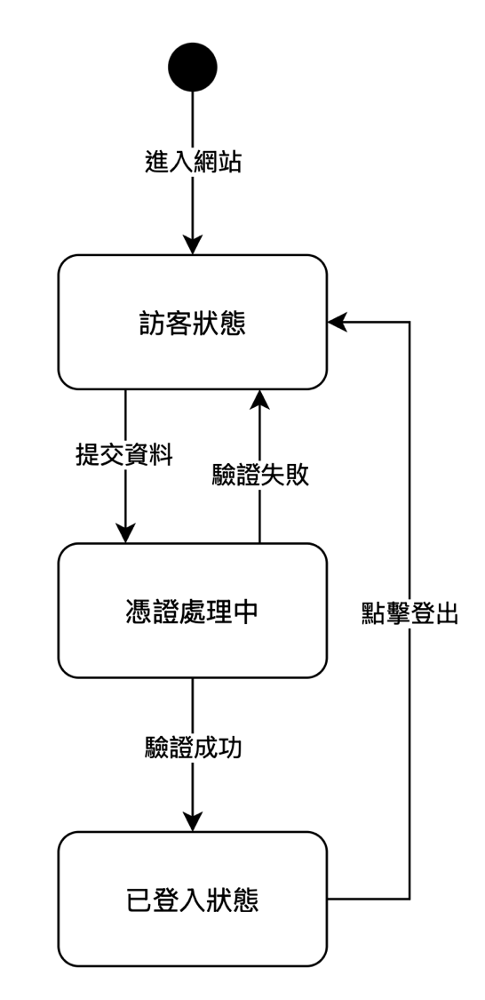 進入網站
訪客狀態
提交資料
驗證失敗
憑證處理中
點擊登出
驗證成功
已登入狀態